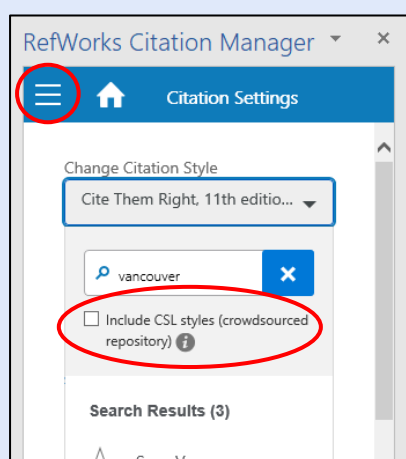 RefWorks Citation Manager
Citation Settings
Change Citation Style
Cite Them Right, 11th editio...
vancouver
Include CSL styles (crowdsourced
repository)
Search Results (3)